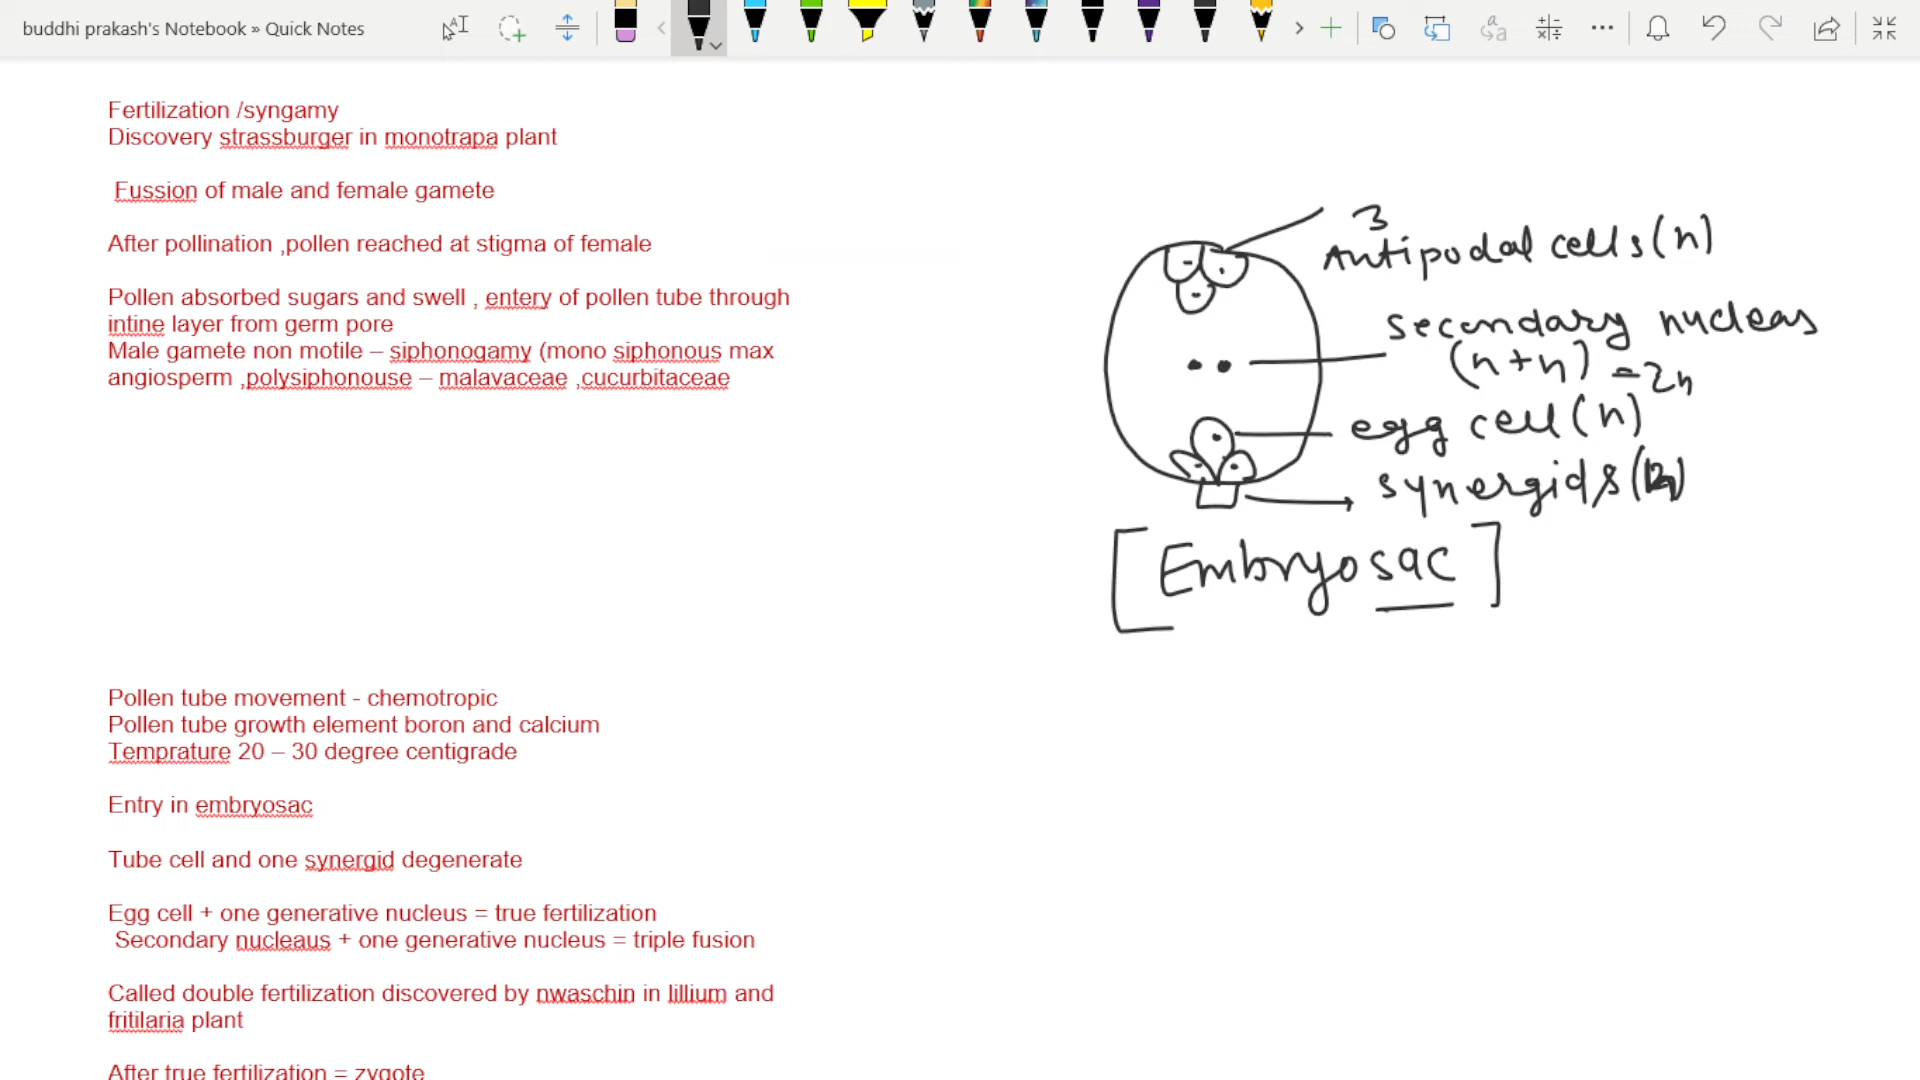 buddhi prakash's Notebook » Quick Notes
Fertilization /syngamy
Discovery strassburger in monotrapa plant
Fussion of male and female gamete
After pollination ,pollen reached at stigma of female
Pollen absorbed sugars and swell , entery of pollen tube through
intine layer from germ pore
Male gamete non motile – siphonogamy (mono siphonous max
angiosperm ,polysiphonouse – malavaceae ,cucurbitaceae
3
Antipodal cells (n)
secondary nucleas
(n+n) = 2n
egg cell (n)
synergids
[Embryosac]
Pollen tube movement - chemotropic
Pollen tube growth element boron and calcium
Temprature 20 – 30 degree centigrade
Entry in embryosac
Tube cell and one synergid degenerate
Egg cell + one generative nucleus = true fertilization
Secondary nucleaus + one generative nucleus = triple fusion
Called double fertilization discovered by nwaschin in lillium and
fritilaria plant
After true fertilization = zygote